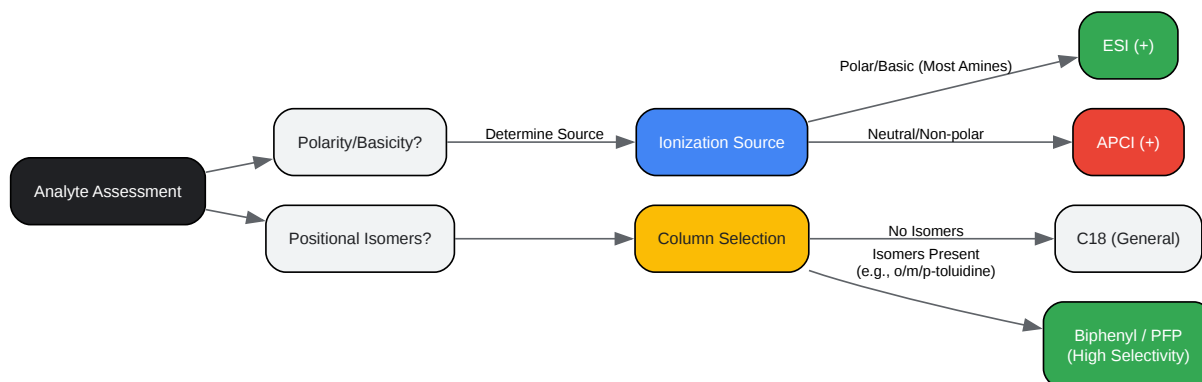 Analyte Assessment
Polarity/Basicity?
Determine Source
Ionization Source
Polar/Basic (Most Amines)
ESI (+)
Neutral/Non-polar
APCI (+)
Positional Isomers?
Column Selection
No Isomers
C18 (General)
Isomers Present
(e.g., o/m/p-toluidine)
Biphenyl / PFP
(High Selectivity)